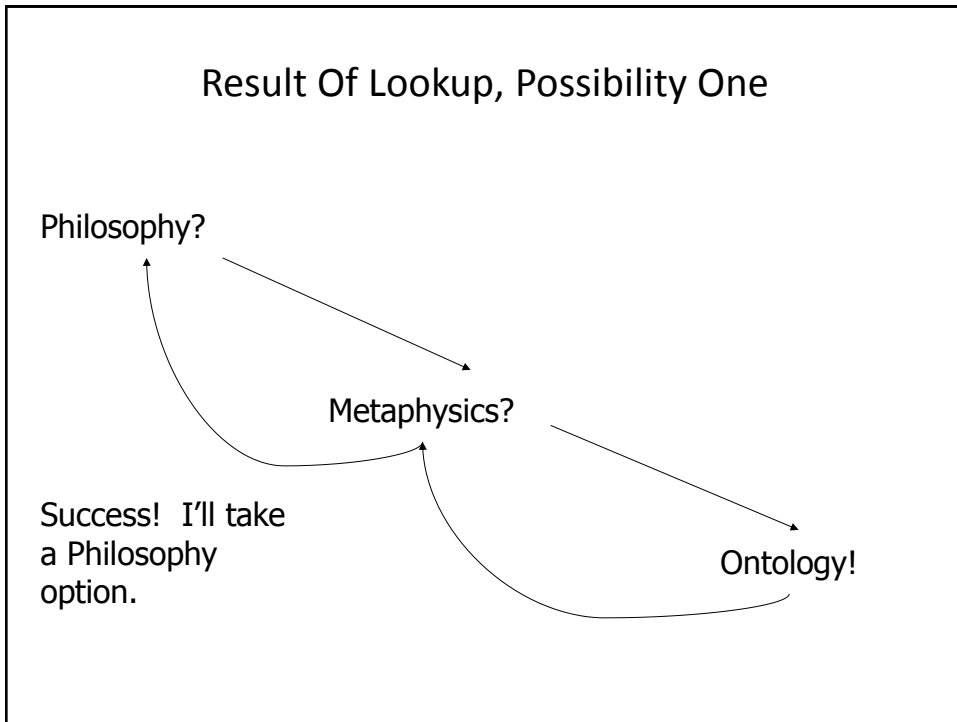 Result Of Lookup, Possibility One
Philosophy?
Metaphysics?
Success!  I’ll take
a Philosophy
option.
Ontology!